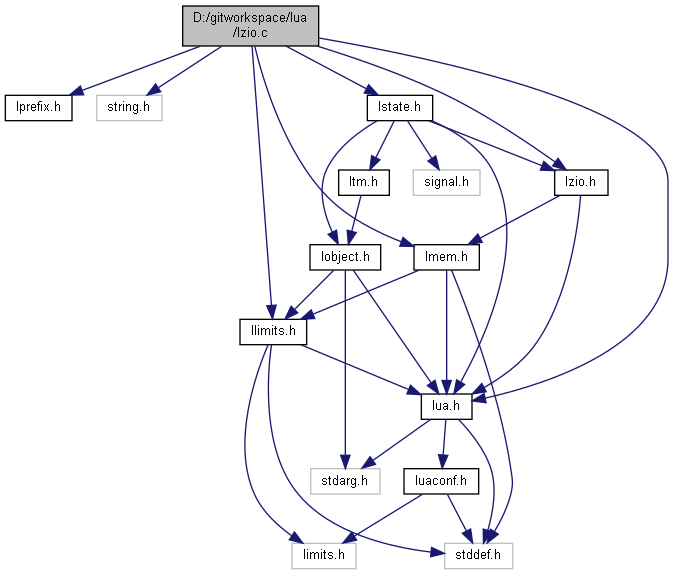 D:/gitworkspace/lua
/lzio.c
lprefix.h
string.h
lstate.h
ltm.h
signal.h
lzio.h
lobject.h
lmem.h
llimits.h
lua.h
stdarg.h
luaconf.h
limits.h
stddef.h